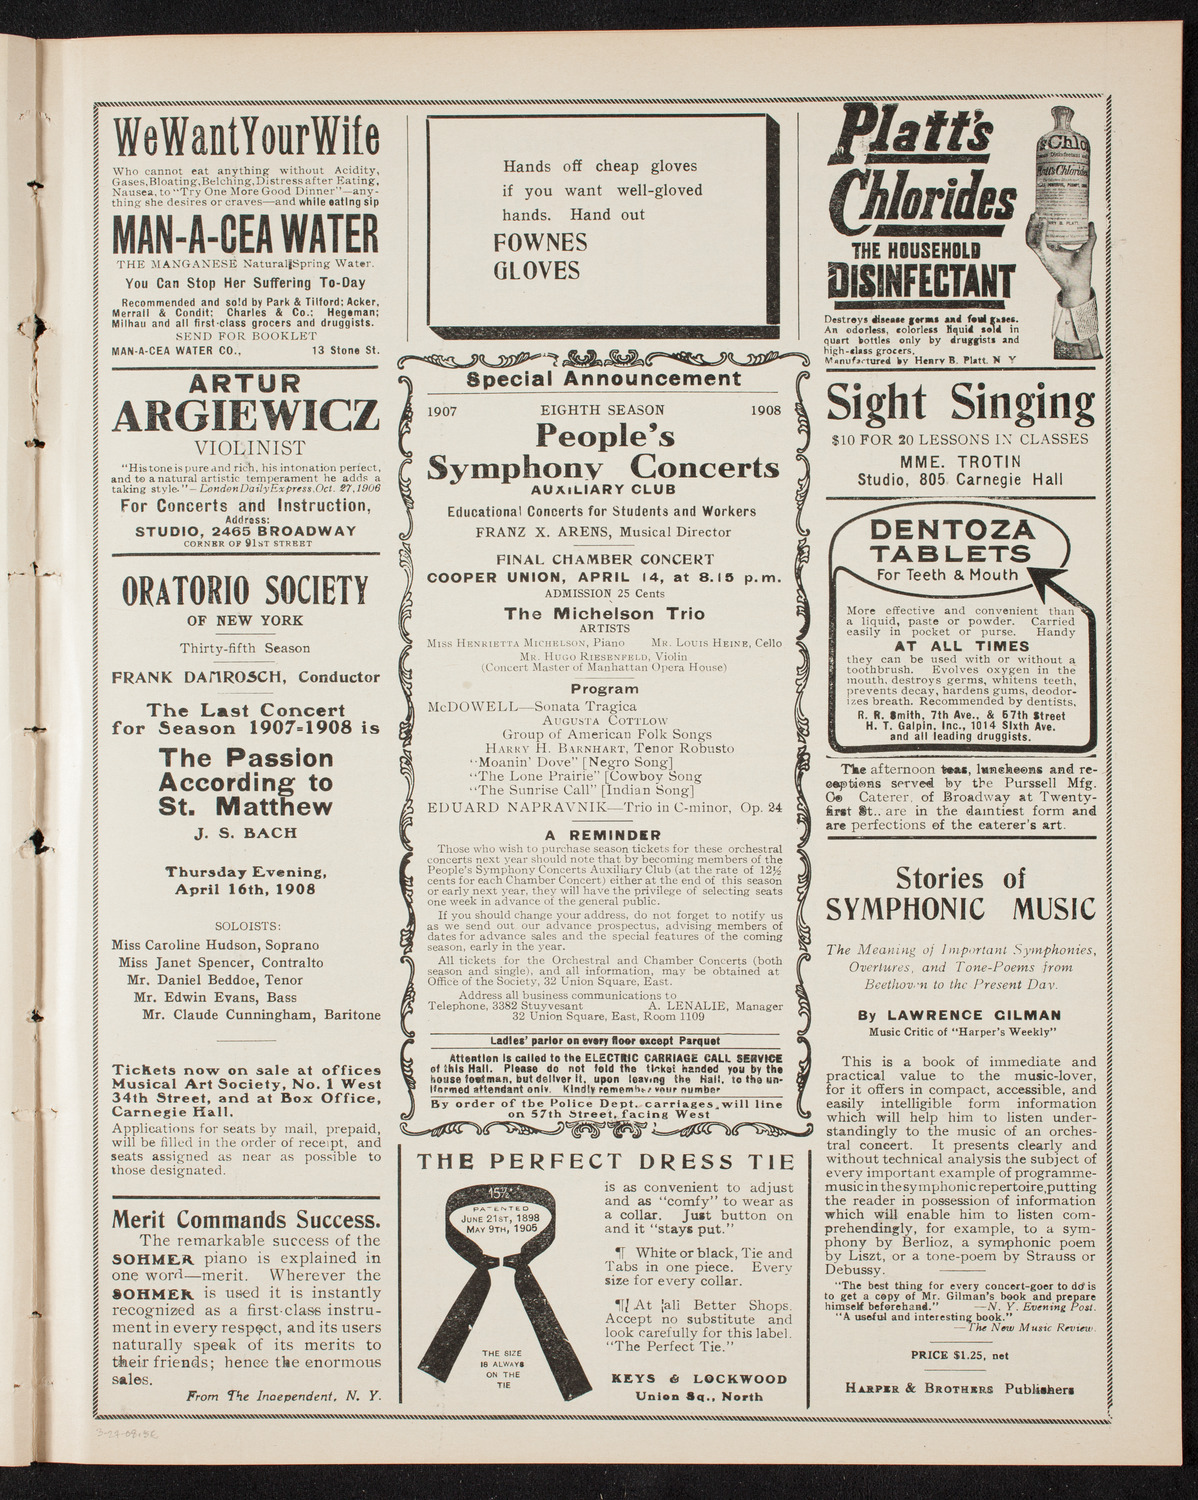 We Want Your Wife
Who cannot eat anything without Acidity,
Gases, Bloating, Belching, Distress after Eating,
Nausea, to "Try One More Good Dinner"—any-
thing she desires or craves—and while eating sip
MAN-A-CEA WATER
THE MANGANESE Natural Spring Water.
You Can Stop Her Suffering To-Day
Recommended and sold by Park & Tilford; Acker,
Merrall & Condit; Charles & Co.; Hegeman;
Milhau and all first-class grocers and druggists.
SEND FOR BOOKLET
MAN-A-CEA WATER CO., 13 Stone St.
ARTUR
ARGIEWICZ
VIOLINIST
"His tone is pure and rich, his intonation perfect,
and to a natural artistic temperament he adds a
taking style."—London Daily Express, Oct. 27, 1906
For Concerts and Instruction,
Address:
STUDIO, 2465 BROADWAY
CORNER OF 91ST STREET
ORATORIO SOCIETY
OF NEW YORK
Thirty-fifth Season
FRANK DAMROSCH, Conductor
The Last Concert
for Season 1907=1908 is
The Passion
According to
St. Matthew
J. S. BACH
Thursday Evening,
April 16th, 1908
SOLOISTS:
Miss Caroline Hudson, Soprano
Miss Janet Spencer, Contralto
Mr. Daniel Beddoe, Tenor
Mr. Edwin Evans, Bass
Mr. Claude Cunningham, Baritone
Tickets now on sale at offices
Musical Art Society, No. 1 West
34th Street, and at Box Office,
Carnegie Hall.
Applications for seats by mail, prepaid,
will be filled in the order of receipt, and
seats assigned as near as possible to
those designated.
Merit Commands Success.
The remarkable success of the
SOHMER piano is explained in
one word—merit. Wherever the
SOHMER is used it is instantly
recognized as a first-class instru-
ment in every respect, and its users
naturally speak of its merits to
their friends; hence the enormous
sales.
From The Independent, N. Y.
Hands off cheap gloves
if you want well-gloved
hands. Hand out
FOWNES
GLOVES
Special Announcement
1907 EIGHTH SEASON 1908
People's
Symphony Concerts
AUXILIARY CLUB
Educational Concerts for Students and Workers
FRANZ X. ARENS, Musical Director
FINAL CHAMBER CONCERT
COOPER UNION, APRIL 14, at 8.15 p.m.
ADMISSION 25 Cents
The Michelson Trio
ARTISTS
MISS HENRIETTA MICHELSON, Piano MR. LOUIS HEINE, Cello
MR. HUGO RIESENFELD, Violin
(Concert Master of Manhattan Opera House)
Program
McDOWELL—Sonata Tragica
AUGUSTA COTTLOW
Group of American Folk Songs
HARRY H. BARNHART, Tenor Robusto
"Moanin' Dove" [Negro Song]
"The Lone Prairie" [Cowboy Song
"The Sunrise Call" [Indian Song]
EDUARD NAPRAVNIK—Trio in C-minor, Op. 24
A REMINDER
Those who wish to purchase season tickets for these orchestral
concerts next year should note that by becoming members of the
People's Symphony Concerts Auxiliary Club (at the rate of 12½
cents for each Chamber Concert) either at the end of this season
or early next year, they will have the privilege of selecting seats
one week in advance of the general public.
If you should change your address, do not forget to notify us
as we send out our advance prospectus, advising members of
dates for advance sales and the special features of the coming
season, early in the year.
All tickets for the Orchestral and Chamber Concerts (both
season and single), and all information, may be obtained at
Office of the Society, 32 Union Square, East.
Address all business communications to
Telephone, 3382 Stuyvesant A. LENALIE, Manager
32 Union Square, East, Room 1109
Ladies' parlor on every floor except Parquet
Attention is called to the ELECTRIC CARRIAGE CALL SERVICE
of this Hall. Please do not fold the ticket handed you by the
house footman, but deliver it, upon leaving the Hall, to the un-
iformed attendant only. Kindly remember your number
By order of the Police Dept. carriages will line
on 57th Street, facing West
THE PERFECT DRESS TIE
15½
PATENTED
JUNE 21ST, 1898
MAY 9TH, 1905
THE SIZE
IS ALWAYS
ON THE
TIE
is as convenient to adjust
and as "comfy" to wear as
a collar. Just button on
and it "stays put."
¶ White or black, Tie and
Tabs in one piece. Every
size for every collar.
¶ At all Better Shops.
Accept no substitute and
look carefully for this label.
"The Perfect Tie."
KEYS & LOCKWOOD
Union Sq., North
Platt's
Chlorides
THE HOUSEHOLD
DISINFECTANT
Destroys disease germs and foul gases.
An odorless, colorless liquid sold in
quart bottles only by druggists and
high-class grocers.
Manufactured by Henry B. Platt, N Y
Sight Singing
$10 FOR 20 LESSONS IN CLASSES
MME. TROTIN
Studio, 805 Carnegie Hall
DENTOZA
TABLETS
For Teeth & Mouth
More effective and convenient than
a liquid, paste or powder. Carried
easily in pocket or purse. Handy
AT ALL TIMES
they can be used with or without a
toothbrush. Evolves oxygen in the
mouth, destroys germs, whitens teeth,
prevents decay, hardens gums, deodor-
izes breath. Recommended by dentists,
R. R. Smith, 7th Ave., & 57th Street
H. T. Galpin, Inc., 1014 Sixth Ave.
and all leading druggists.
The afternoon teas, luncheons and re-
ceptions served by the Purssell Mfg.
Co Caterer, of Broadway at Twenty-
first St., are in the daintiest form and
are perfections of the eaterer's art.
Stories of
SYMPHONIC MUSIC
The Meaning of Important Symphonies,
Overtures, and Tone-Poems from
Beethoven to the Present Day.
By LAWRENCE GILMAN
Music Critic of "Harper's Weekly"
This is a book of immediate and
practical value to the music-lover,
for it offers in compact, accessible, and
easily intelligible form information
which will help him to listen under-
standingly to the music of an orches-
tral concert. It presents clearly and
without technical analysis the subject of
every important example of programme-
music in the symphonic repertoire, putting
the reader in possession of information
which will enable him to listen com-
prehendingly, for example, to a sym-
phony by Berlioz, a symphonic poem
by Liszt, or a tone-poem by Strauss or
Debussy.
"The best thing for every concert-goer to do is
to get a copy of Mr. Gilman's book and prepare
himself beforehand." —N. Y. Evening Post.
"A useful and interesting book."
—The New Music Review.
PRICE $1.25, net
HARPER & BROTHERS Publishers